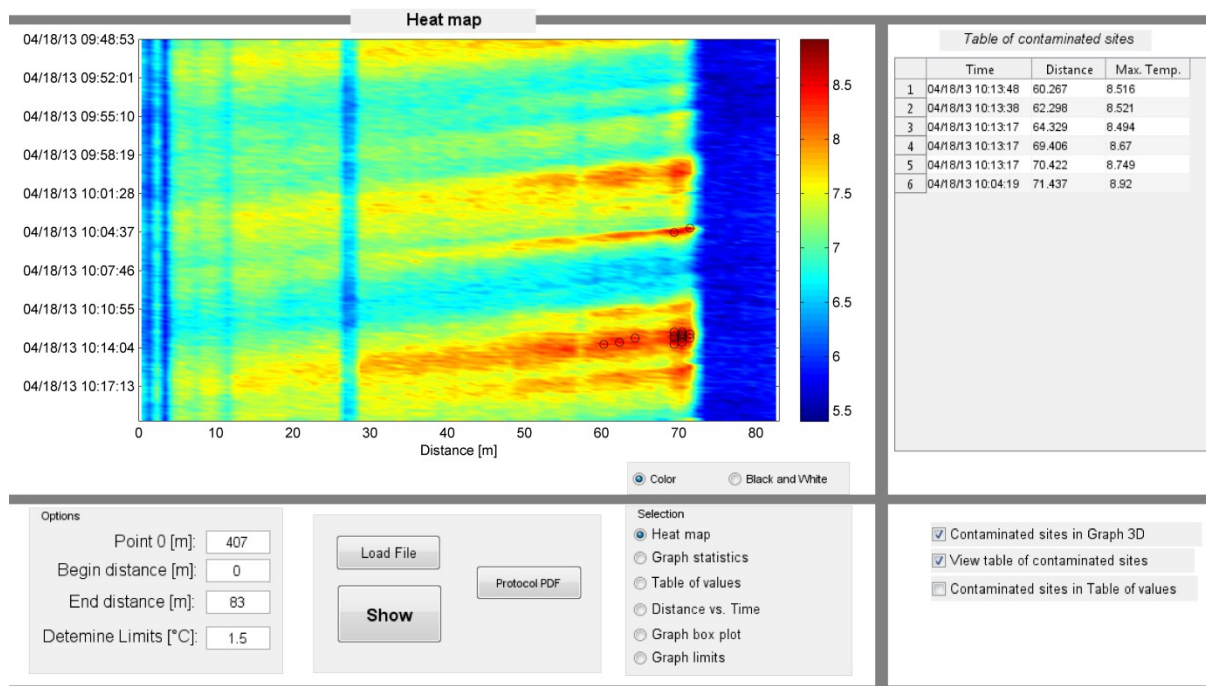 Heat map
04/18/13 09:48:53
04/18/13 09:52:01
04/18/13 09:55:10
04/18/13 09:58:19
04/18/13 10:01:28
04/18/13 10:04:37
04/18/13 10:07:46
04/18/13 10:10:55
04/18/13 10:14:04
04/18/13 10:17:13
0 10 20 30 40 50 60 70 80
Distance [m]
8.5
8
7.5
7
6.5
6
5.5
Color Black and White
Table of contaminated sites
Time Distance Max. Temp.
1 04/18/13 10:13:48 60.267 8.516
2 04/18/13 10:13:38 62.298 8.521
3 04/18/13 10:13:17 64.329 8.494
4 04/18/13 10:13:17 69.406 8.67
5 04/18/13 10:13:17 70.422 8.749
6 04/18/13 10:04:19 71.437 8.92
Options
Point 0 [m]: 407
Begin distance [m]: 0
End distance [m]: 83
Detemine Limits [°C]: 1.5
Load File
Show
Protocol PDF
Selection
Heat map
Graph statistics
Table of values
Distance vs. Time
Graph box plot
Graph limits
Contaminated sites in Graph 3D
View table of contaminated sites
Contaminated sites in Table of values